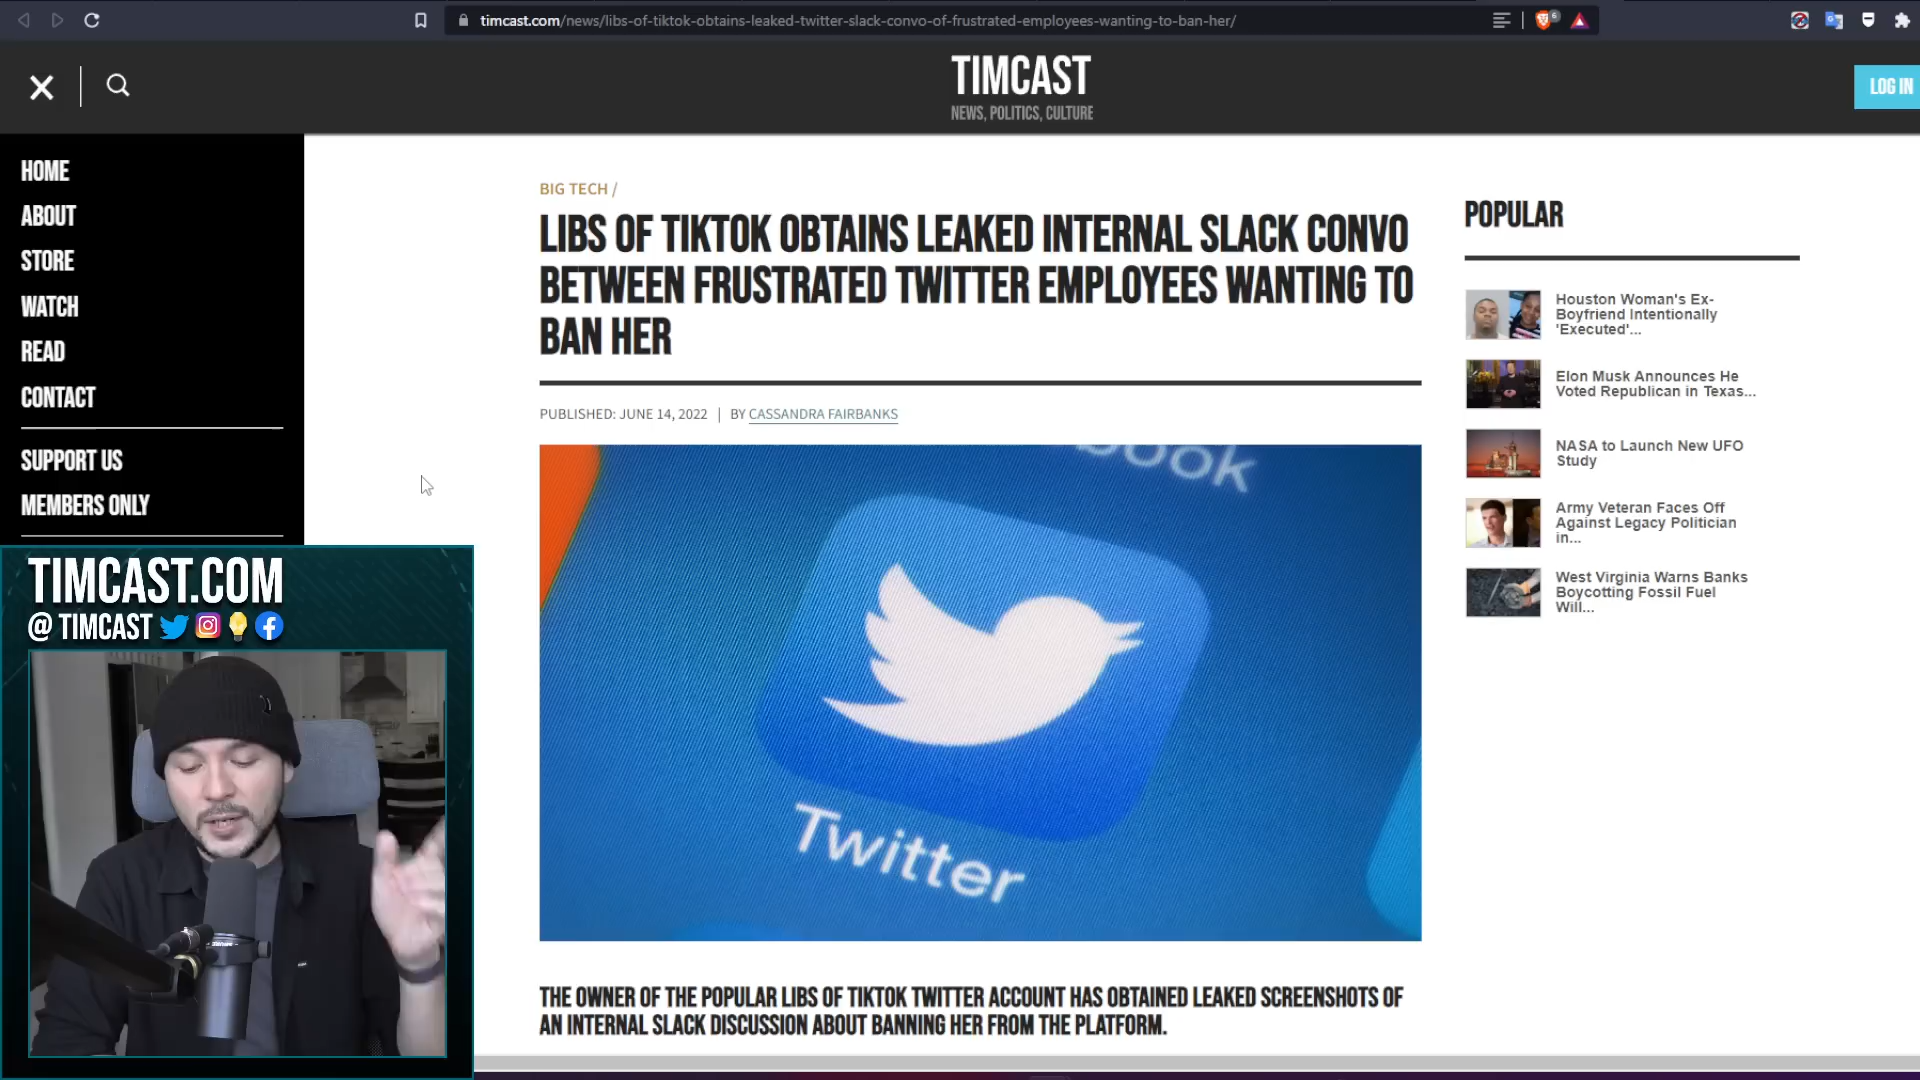 timcast.com/news/libs-of-tiktok-obtains-leaked-twitter-slack-convo-of-frustrated-employees-wanting-to-ban-her/
6
TIMCAST
NEWS, POLITICS, CULTURE
LOG IN
HOME
ABOUT
STORE
WATCH
READ
CONTACT
SUPPORT US
MEMBERS ONLY
BIG TECH /
LIBS OF TIKTOK OBTAINS LEAKED INTERNAL SLACK CONVO
BETWEEN FRUSTRATED TWITTER EMPLOYEES WANTING TO
BAN HER
PUBLISHED: JUNE 14, 2022 | BY CASSANDRA FAIRBANKS
book
Twitter
THE OWNER OF THE POPULAR LIBS OF TIKTOK TWITTER ACCOUNT HAS OBTAINED LEAKED SCREENSHOTS OF
AN INTERNAL SLACK DISCUSSION ABOUT BANNING HER FROM THE PLATFORM.
POPULAR
Houston Woman's Ex-
Boyfriend Intentionally
'Executed'...
Elon Musk Announces He
Voted Republican in Texas...
NASA to Launch New UFO
Study
Army Veteran Faces Off
Against Legacy Politician
in...
West Virginia Warns Banks
Boycotting Fossil Fuel
Will...
TIMCAST.COM
@ TIMCAST